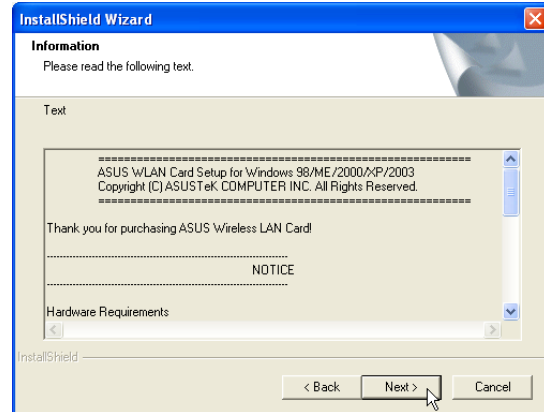 InstallShield Wizard
Information
Please read the following text.
Text
================================================================
ASUS WLAN Card Setup for Windows 98/ME/2000/XP/2003
Copyright (C) ASUSTeK COMPUTER INC. All Rights Reserved.
================================================================
Thank you for purchasing ASUS Wireless LAN Card!
------------------------------------------------------------
NOTICE
------------------------------------------------------------
Hardware Requirements
InstallShield
< Back
Next >
Cancel